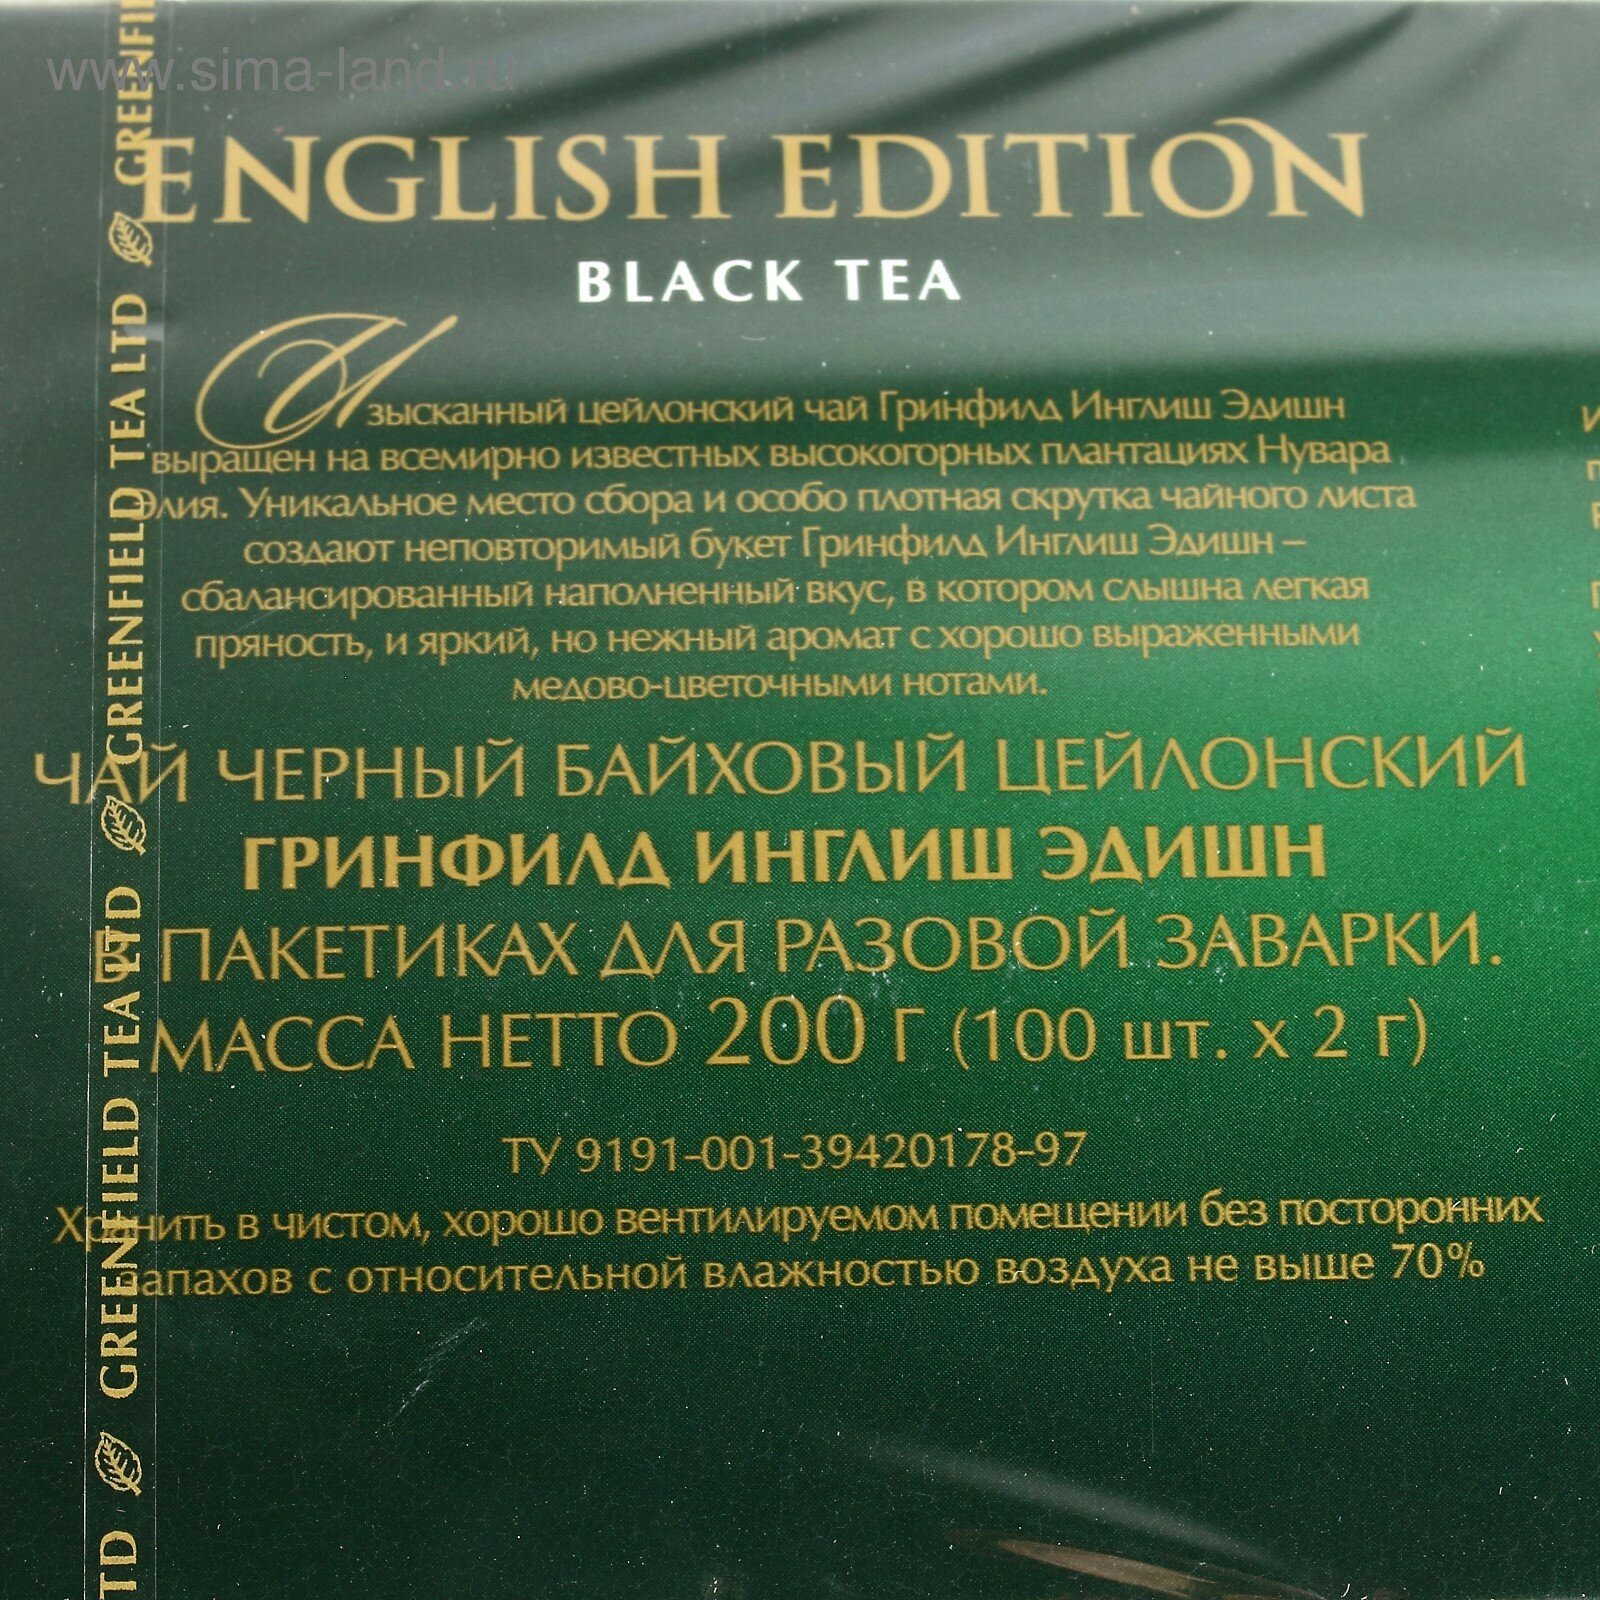 www.sima-land.ru
ENGLISH EDITION
BLACK TEA
Изысканный цейлонский чай Гринфилд Инглиш Эдишн
выращен на всемирно известных высокогорных плантациях Нувара
Элия. Уникальное место сбора и особо плотная скрутка чайного листа
создают неповторимый букет Гринфилд Инглиш Эдишн –
сбалансированный наполненный вкус, в котором слышна легкая
пряность, и яркий, но нежный аромат с хорошо выраженными
медово-цветочными нотами.
ЧАЙ ЧЕРНЫЙ БАЙХОВЫЙ ЦЕЙЛОНСКИЙ
ГРИНФИЛД ИНГЛИШ ЭДИШН
В ПАКЕТИКАХ ДЛЯ РАЗОВОЙ ЗАВАРКИ.
МАССА НЕТТО 200 Г (100 шт. х 2 г)
ТУ 9191-001-39420178-97
Хранить в чистом, хорошо вентилируемом помещении без посторонних
запахов с относительной влажностью воздуха не выше 70%
TD GREENFIELD TEA LTD GREENFIELD TEA LTD GREENFI